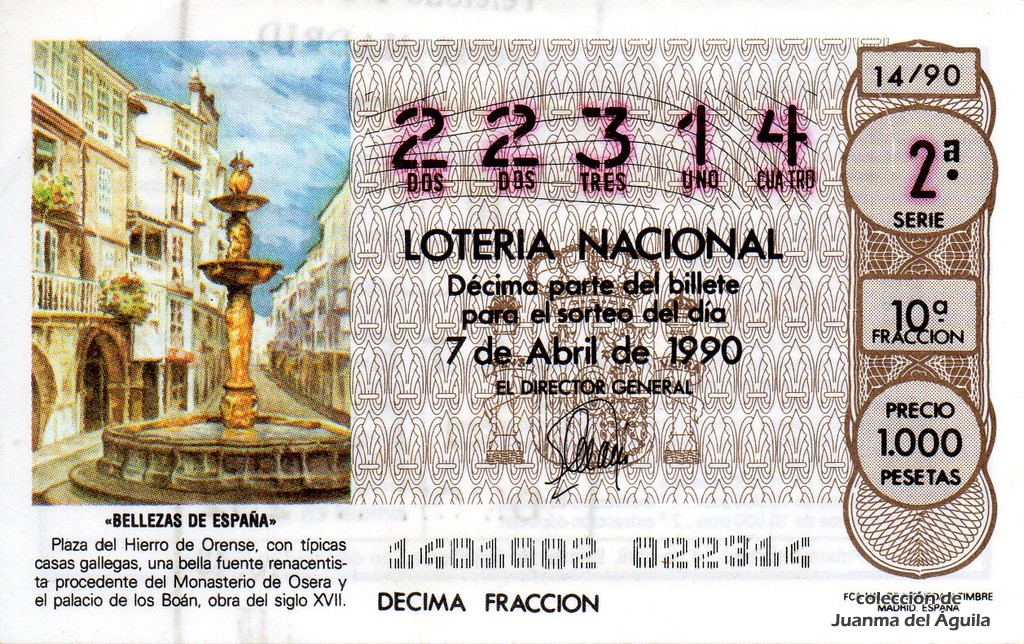 14/90
2 2 3 1 4
DOS DOS TRES UNO CUATRO
2ª
SERIE
LOTERIA NACIONAL
Décima parte del billete
para el sorteo del día
7 de Abril de 1990
EL DIRECTOR GENERAL
10ª
FRACCION
PRECIO
1.000
PESETAS
«BELLEZAS DE ESPAÑA»
Plaza del Hierro de Orense, con típicas
casas gallegas, una bella fuente renacentis-
ta procedente del Monasterio de Osera y
el palacio de los Boán, obra del siglo XVII.
1401002 022314
DECIMA FRACCION
TIMBRE
MADRID. ESPAÑA
colección de
Juanma del Águila